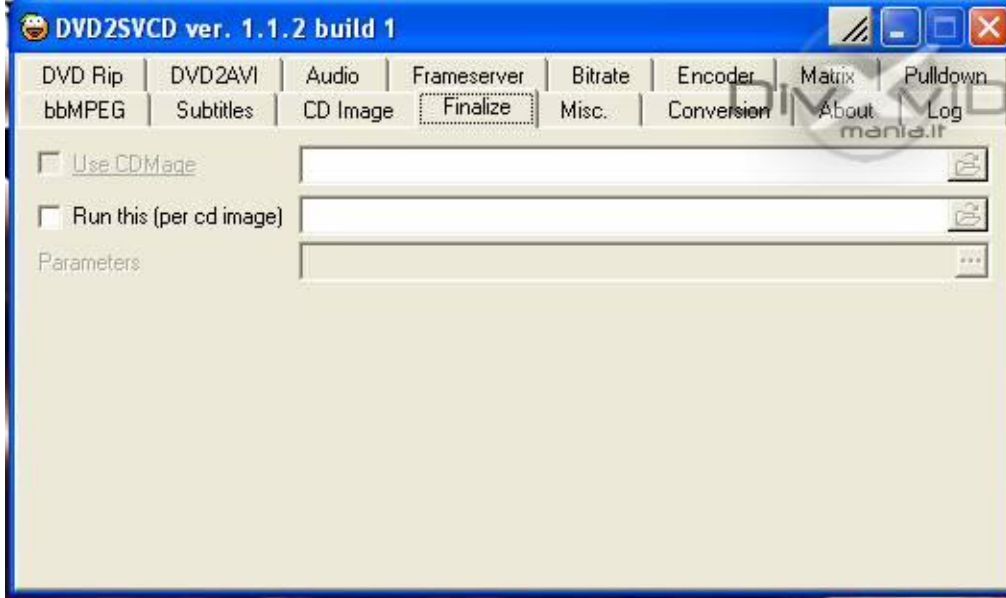 DVD2SVCD ver. 1.1.2 build 1
DVD Rip DVD2AVI Audio Frameserver Bitrate Encoder Matrix Pulldown
bbMPEG Subtitles CD Image Finalize Misc. Conversion About Log
mania.it
Use CDMage
Run this (per cd image)
Parameters
...